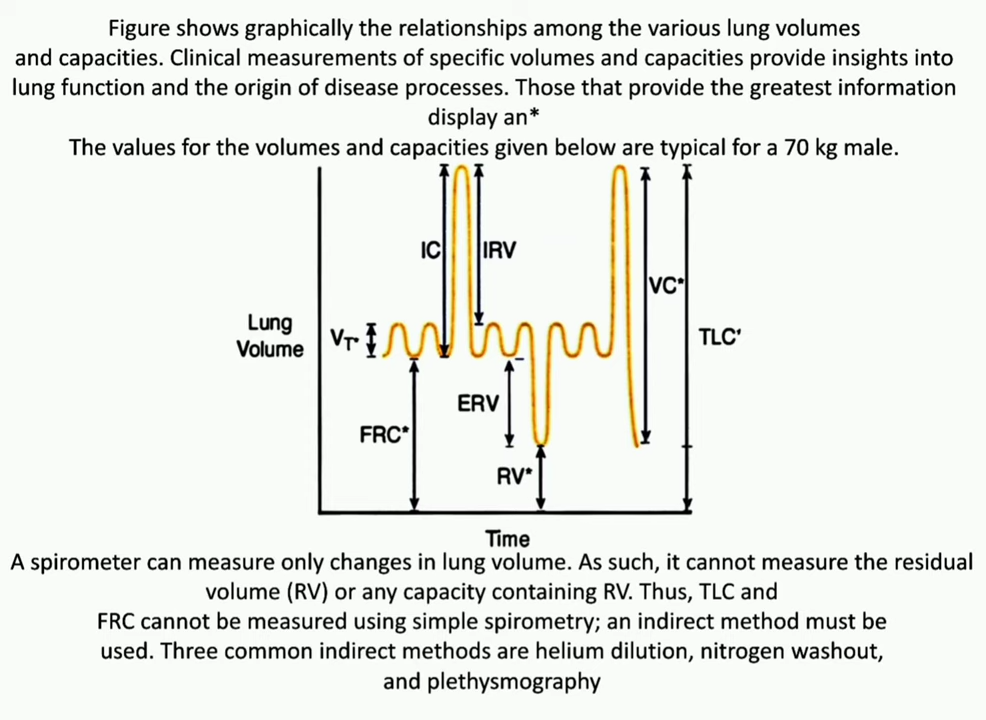 Figure shows graphically the relationships among the various lung volumes
and capacities. Clinical measurements of specific volumes and capacities provide insights into
lung function and the origin of disease processes. Those that provide the greatest information
display an*
The values for the volumes and capacities given below are typical for a 70 kg male.
IC
IRV
VC*
Lung
Volume
VT*
TLC'
ERV
FRC*
RV*
Time
A spirometer can measure only changes in lung volume. As such, it cannot measure the residual
volume (RV) or any capacity containing RV. Thus, TLC and
FRC cannot be measured using simple spirometry; an indirect method must be
used. Three common indirect methods are helium dilution, nitrogen washout,
and plethysmography